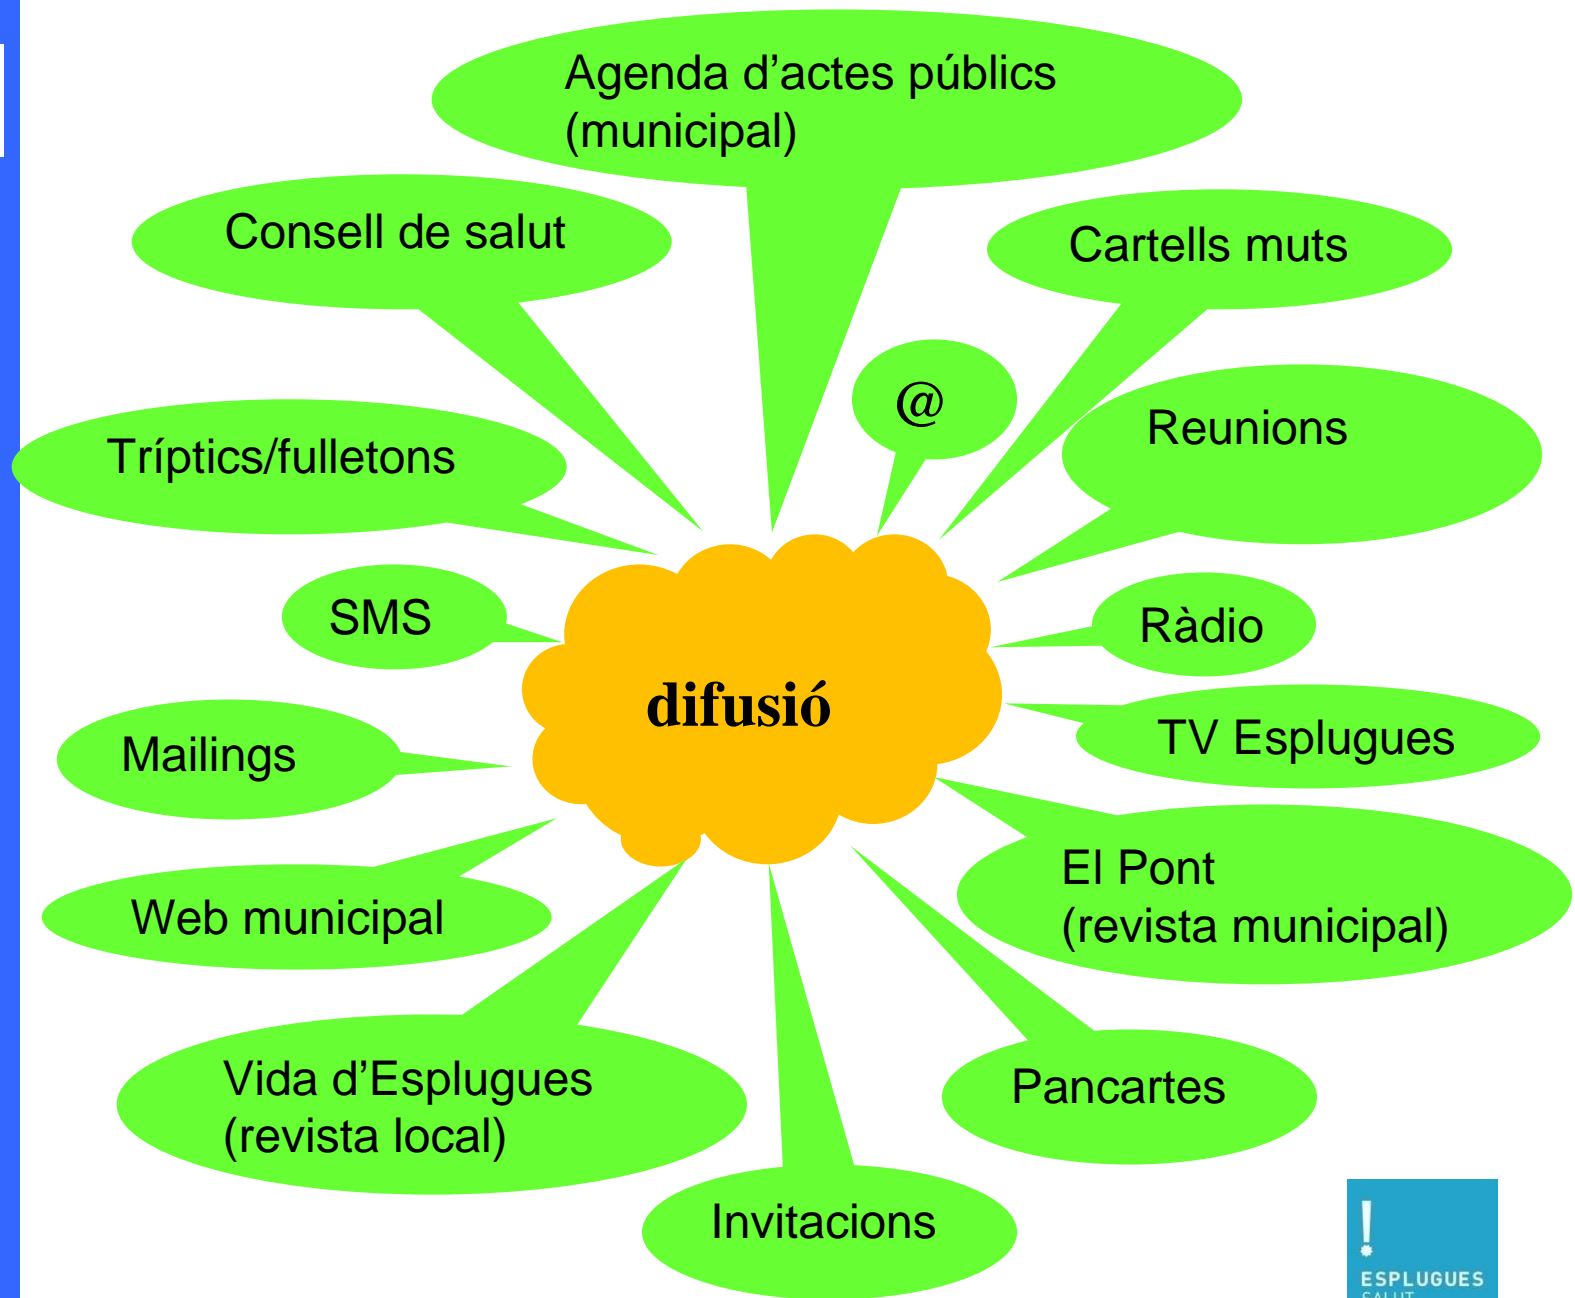 Agenda d’actes públics
(municipal)
Consell de salut
Cartells muts
@
Reunions
Tríptics/fulletons
SMS
Ràdio
difusió
TV Esplugues
Mailings
El Pont
(revista municipal)
Web municipal
Vida d’Esplugues
(revista local)
Pancartes
Invitacions
!
ESPLUGUES
SALUT